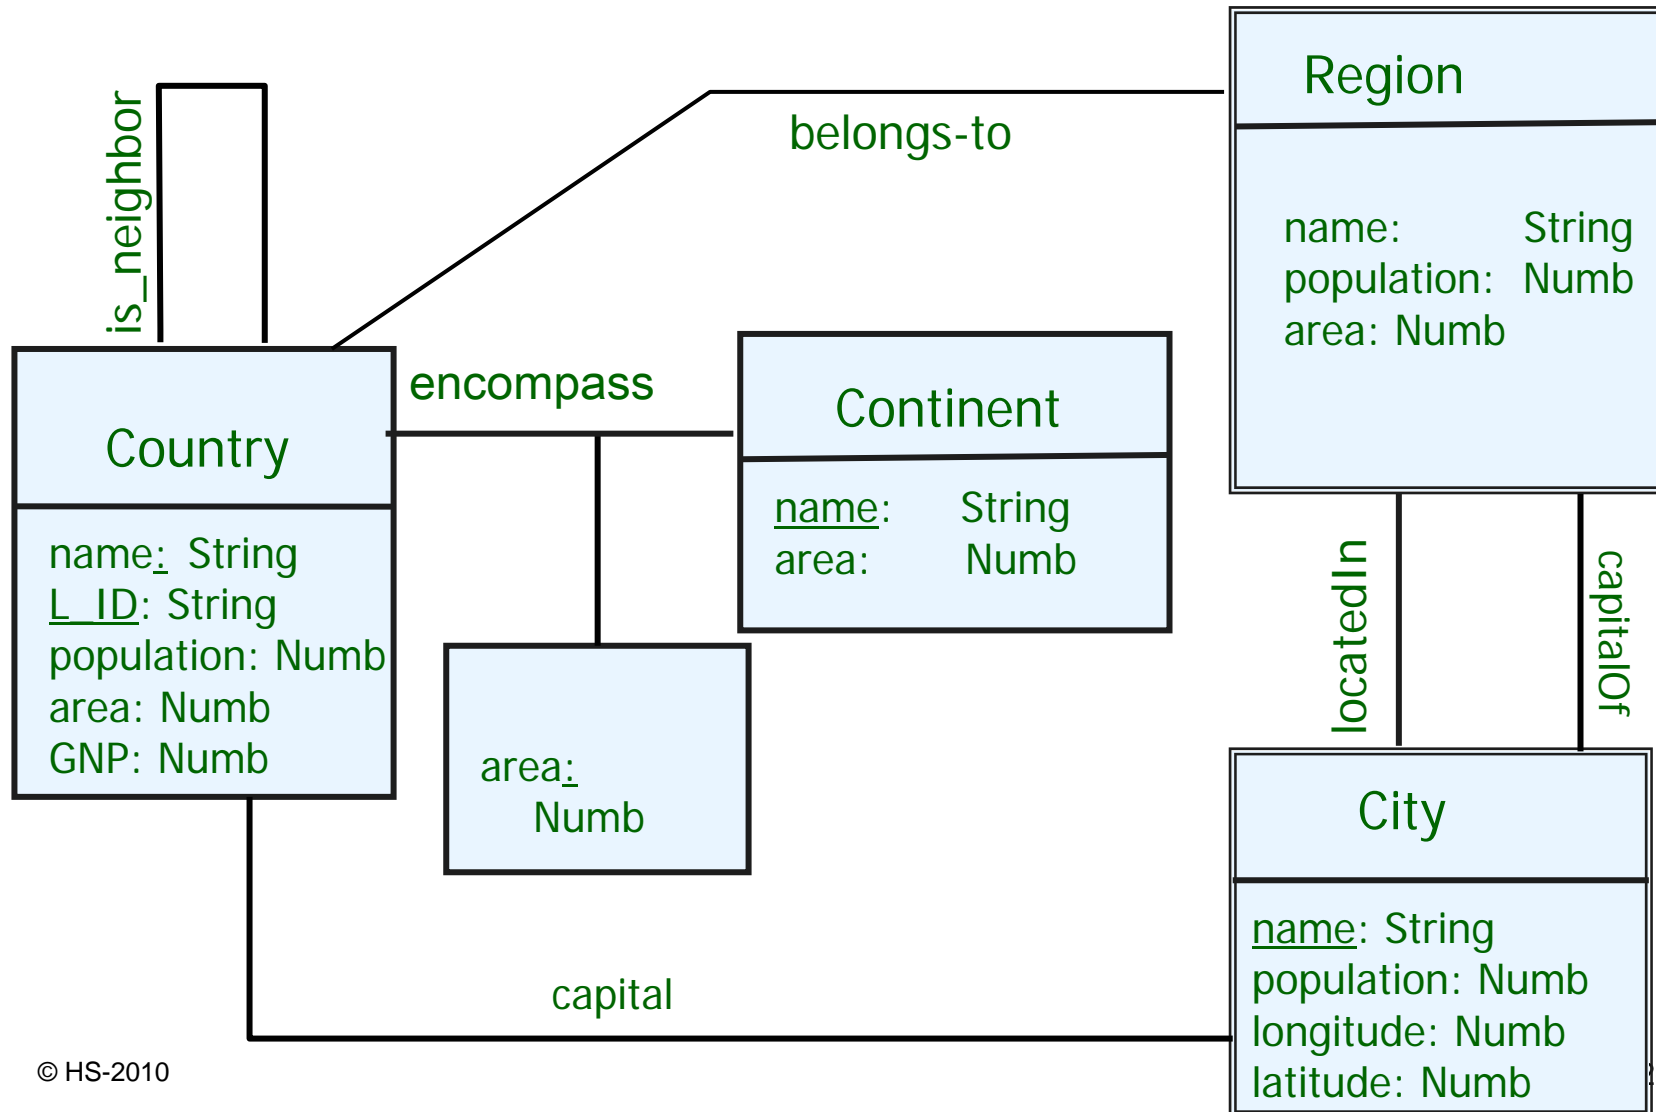 Region
name: String
population: Numb
area: Numb
belongs-to
is_neighbor
encompass
Country
name: String
L_ID: String
population: Numb
area: Numb
GNP: Numb
Continent
name: String
area: Numb
area:
Numb
locatedIn
capitalOf
City
name: String
population: Numb
longitude: Numb
latitude: Numb
capital
© HS-2010